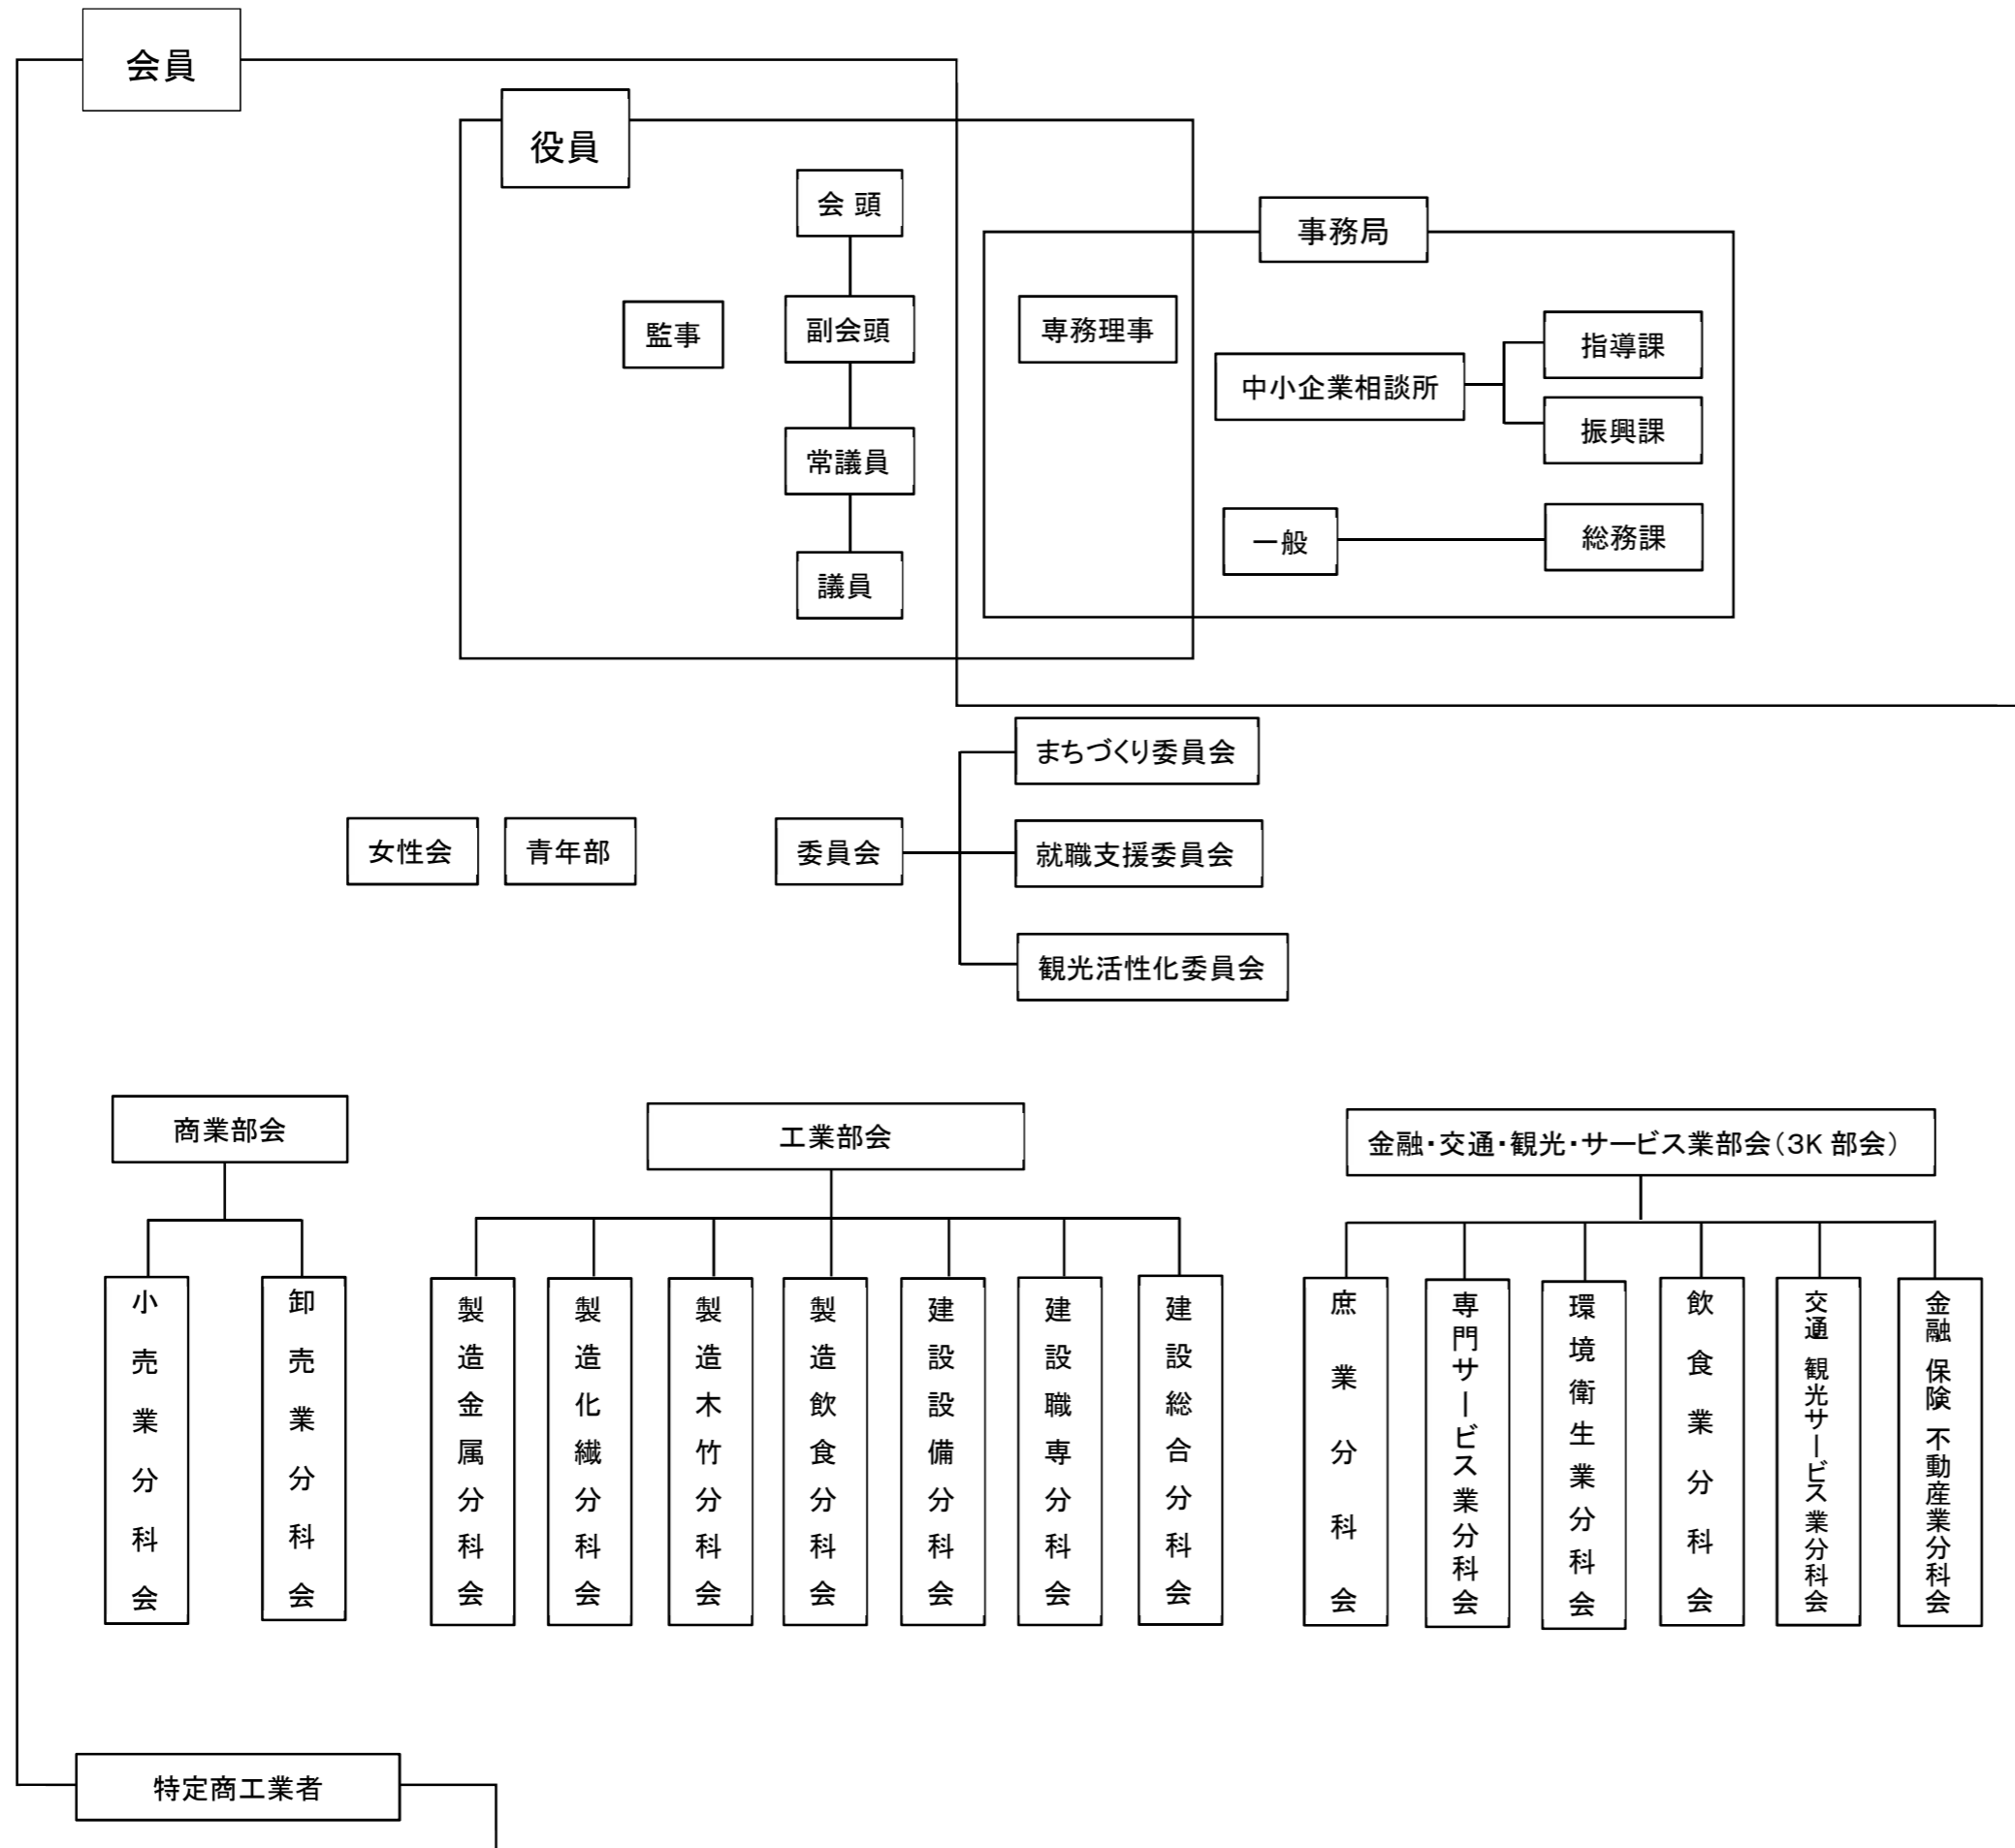 会員
役員
会 頭
事務局
監事
副会頭
専務理事
指導課
中小企業相談所
振興課
常議員
一般
総務課
議員
まちづくり委員会
女性会
青年部
委員会
就職支援委員会
観光活性化委員会
商業部会
工業部会
金融・交通・観光・サービス業部会（３K 部会）
小売業分科会
卸売業分科会
製造金属分科会
製造化繊分科会
製造木竹分科会
製造飲食分科会
建設設備分科会
建設職専分科会
建設総合分科会
庶業分科会
専門サービス業分科会
環境衛生業分科会
飲食業分科会
交通 観光サービス業分科会
金融 保険 不動産業分科会
特定商工業者